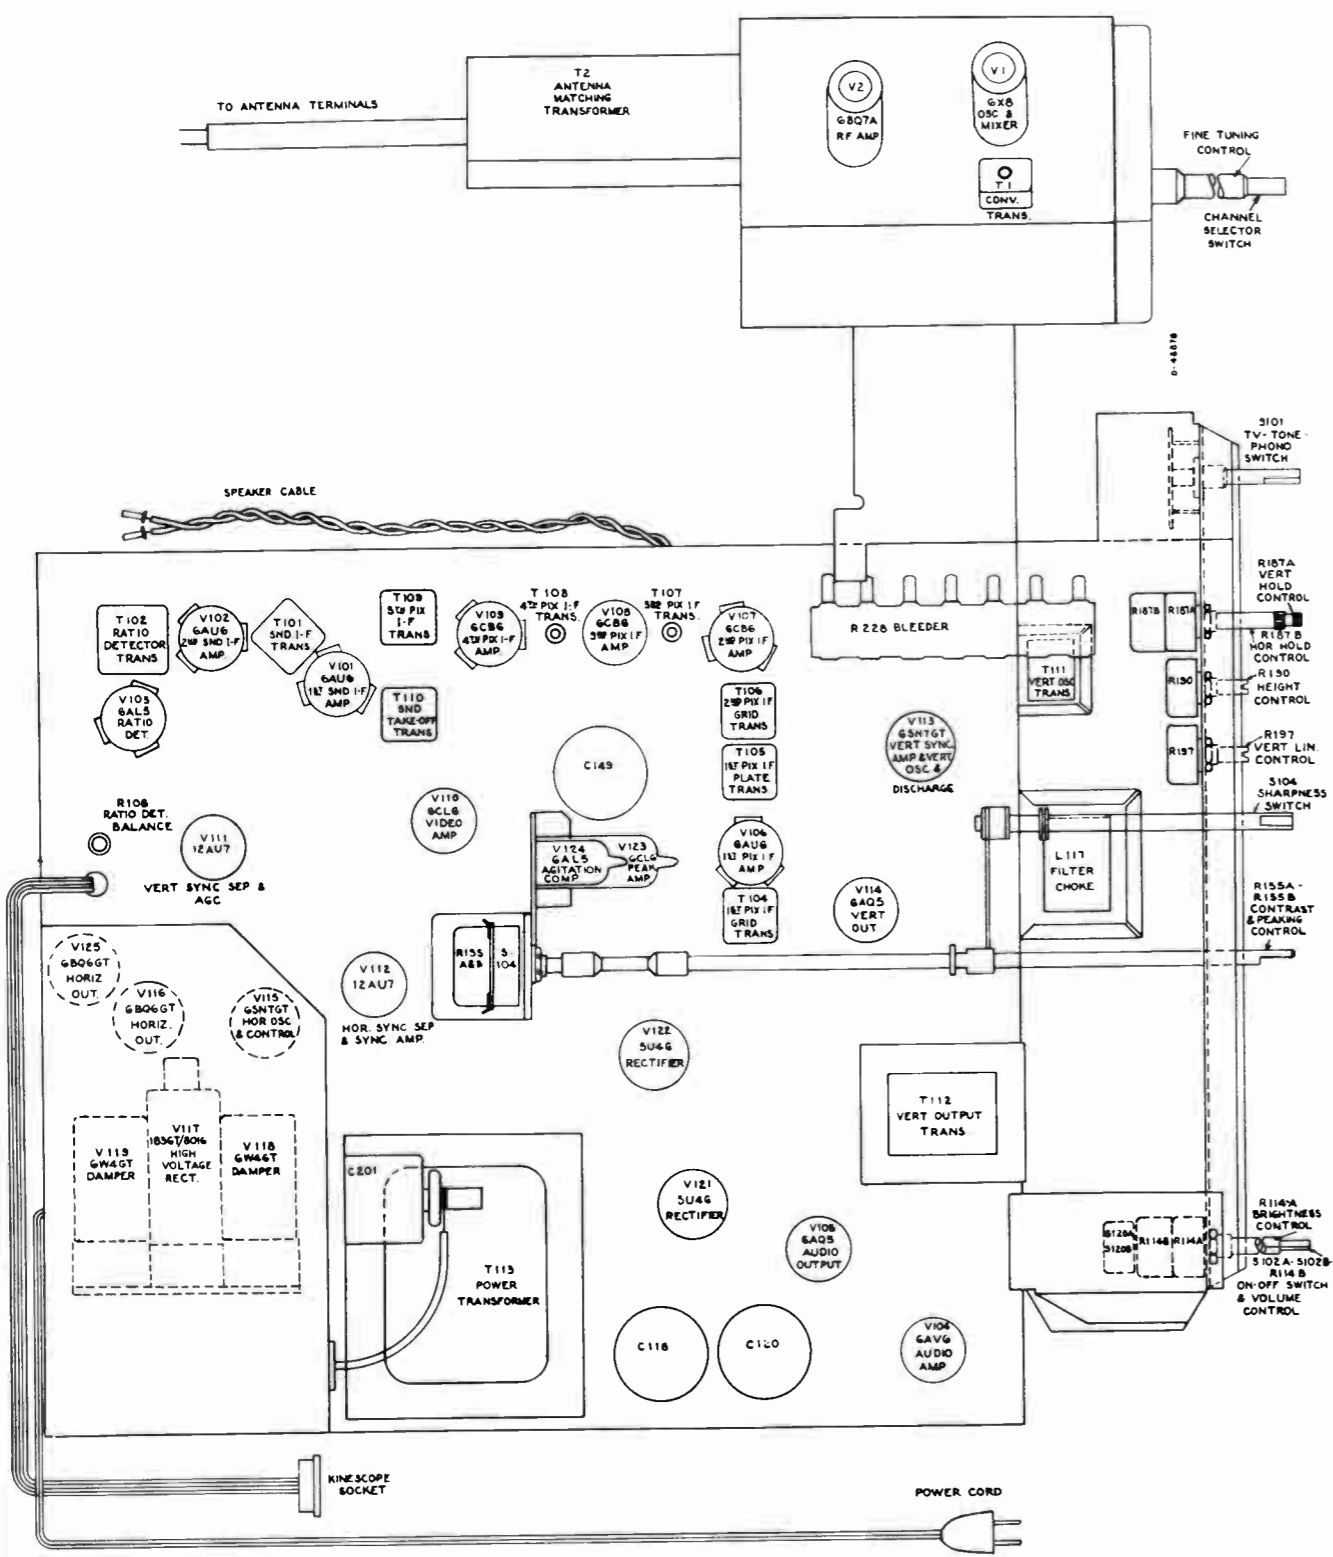 T2
ANTENNA
MATCHING
TRANSFORMER
TO ANTENNA TERMINALS
V2
6BQ7A
RF AMP
V1
6X8
OSC &
MIXER
T1
CONV.
TRANS.
FINE TUNING
CONTROL
CHANNEL
SELECTOR
SWITCH
S101
TV-TONE-
PHONO
SWITCH
SPEAKER CABLE
T102
RATIO
DETECTOR
TRANS
V102
6AU6
2ND SND I-F
AMP.
T101
SND I-F
TRANS
V101
6AU6
1ST SND I-F
AMP.
T109
5TH PIX
I-F
TRANS
T110
SND
TAKE-OFF
TRANS
V109
6CB6
4TH PIX I-F
AMP.
T108
4TH PIX I-F
TRANS.
V108
6CB6
3RD PIX I F
AMP
T107
3RD PIX I F
TRANS.
V107
6CB6
2ND PIX I F
AMP
R228 BLEEDER
T111
VERT OSC
TRANS
R187B
R187A
R187A
VERT
HOLD
CONTROL
R187B
HOR HOLD
CONTROL
R190
R190
HEIGHT
CONTROL
R197
R197
VERT LIN.
CONTROL
S104
SHARPNESS
SWITCH
V103
6AL5
RATIO
DET.
T106
2ND PIX I F
GRID
TRANS
T105
1ST PIX I F
PLATE
TRANS
V113
6SN7GT
VERT SYNC
AMP & VERT
OSC &
DISCHARGE
C149
R108
RATIO DET.
BALANCE
V111
12AU7
VERT SYNC SEP &
AGC
V110
6CL6
VIDEO
AMP
V124
6AL5
AGITATION
COMP
V123
6CL6
PEAK
AMP
V106
6AU6
1ST PIX I F
AMP
T104
1ST PIX I F
GRID
TRANS
V114
6AQ5
VERT
OUT
L117
FILTER
CHOKE
R155A-
R155B
CONTRAST
& PEAKING
CONTROL
V125
6BQ6GT
HORIZ
OUT.
V116
6BQ6GT
HORIZ.
OUT.
V115
6SN7GT
HOR OSC
& CONTROL
V112
12AU7
HOR. SYNC SEP
& SYNC. AMP.
R155
A&B
S-
104
V122
5U4G
RECTIFIER
T112
VERT OUTPUT
TRANS
V119
6W4GT
DAMPER
V117
1B3GT/8016
HIGH
VOLTAGE
RECT.
V118
6W4GT
DAMPER
C201
T113
POWER
TRANSFORMER
V121
5U4G
RECTIFIER
V105
6AQ5
AUDIO
OUTPUT
R114B
R114A
R114-A
BRIGHTNESS
CONTROL
S102A-S102B
R114B
ON-OFF SWITCH
& VOLUME
CONTROL
C118
C120
V104
6AV6
AUDIO
AMP
KINESCOPE
SOCKET
POWER CORD